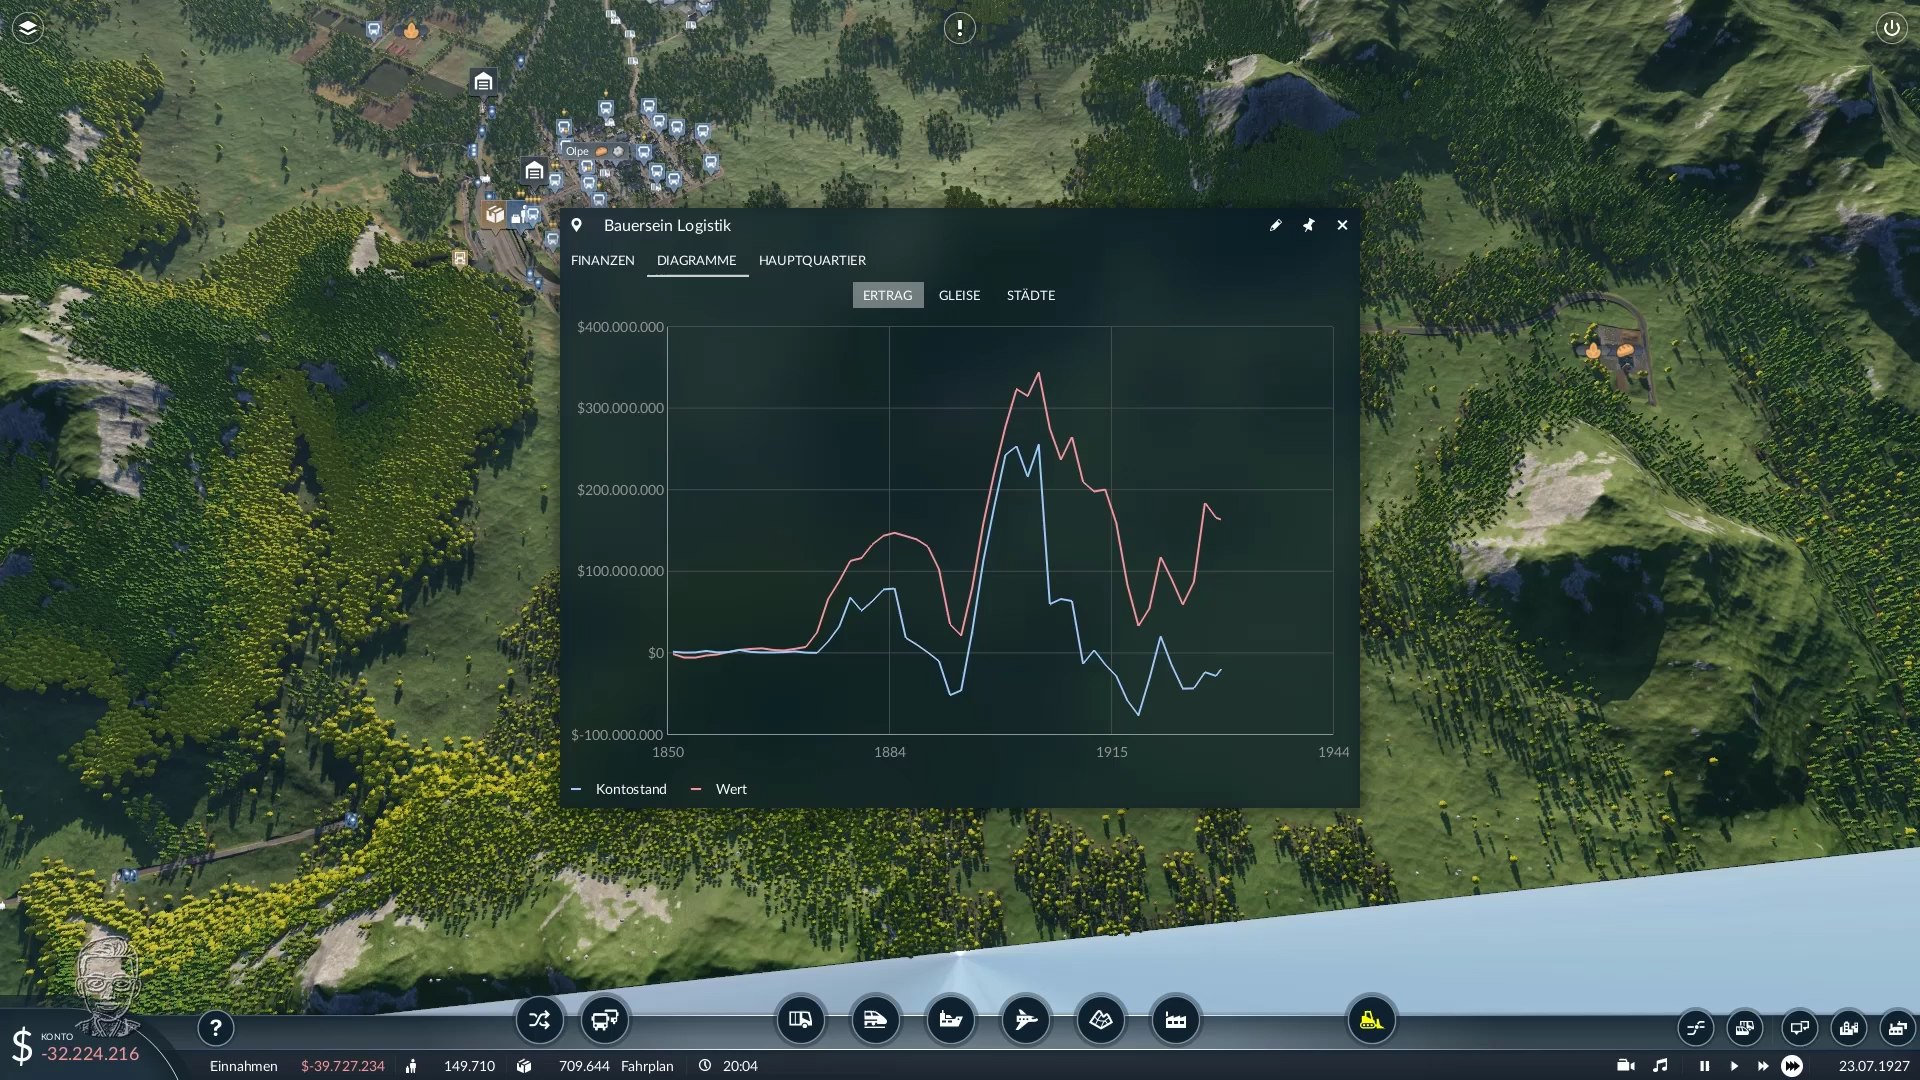 Olpe
Bauersein Logistik
FINANZEN DIAGRAMME HAUPTQUARTIER
ERTRAG GLEISE STÄDTE
$400.000.000
$300.000.000
$200.000.000
$100.000.000
$0
$-100.000.000
1850 1884 1915 1944
Kontostand Wert
?
$ KONTO
-32.224.216
Einnahmen $-39.727.234 149.710 709.644 Fahrplan 20:04 23.07.1927